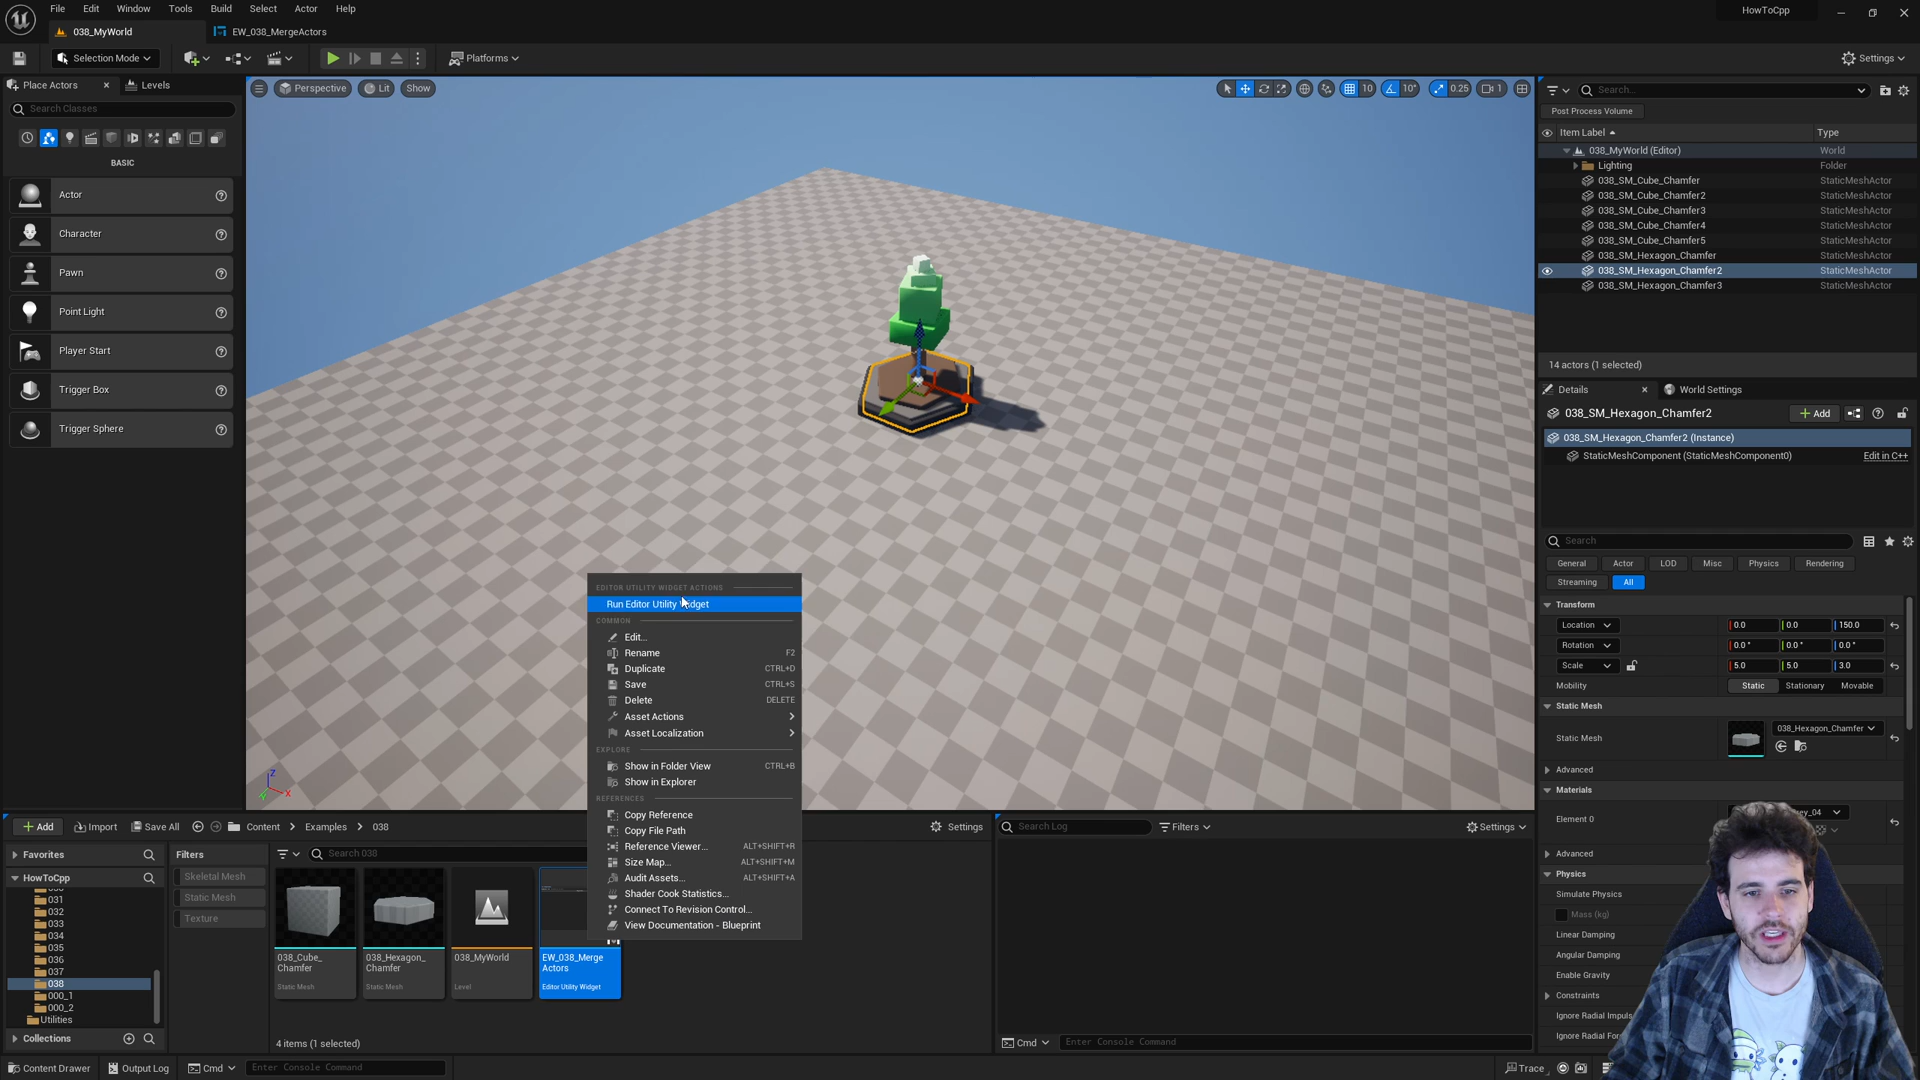 File Edit Window Tools Build Select Actor Help
HowToCpp
038_MyWorld
EW_038_MergeActors
Selection Mode
Platforms
Settings
Place Actors
Levels
Search Classes
BASIC
Actor
Character
Pawn
Point Light
Player Start
Trigger Box
Trigger Sphere
Perspective
Lit
Show
10
10°
0.25
1
Search...
Post Process Volume
Item Label
Type
038_MyWorld (Editor) World
Lighting Folder
038_SM_Cube_Chamfer StaticMeshActor
038_SM_Cube_Chamfer2 StaticMeshActor
038_SM_Cube_Chamfer3 StaticMeshActor
038_SM_Cube_Chamfer4 StaticMeshActor
038_SM_Cube_Chamfer5 StaticMeshActor
038_SM_Hexagon_Chamfer StaticMeshActor
038_SM_Hexagon_Chamfer2 StaticMeshActor
038_SM_Hexagon_Chamfer3 StaticMeshActor
14 actors (1 selected)
Details
World Settings
038_SM_Hexagon_Chamfer2
Add
038_SM_Hexagon_Chamfer2 (Instance)
StaticMeshComponent (StaticMeshComponent0) Edit in C++
Search
General Actor LOD Misc Physics Rendering
Streaming All
Transform
Location 0.0 0.0 150.0
Rotation 0.0° 0.0° 0.0°
Scale 5.0 5.0 3.0
Mobility Static Stationary Movable
Static Mesh
Static Mesh 038_Hexagon_Chamfer
Advanced
Materials
Element 0
Advanced
Physics
Simulate Physics
Mass (kg)
Linear Damping
Angular Damping
Enable Gravity
Constraints
Ignore Radial Impuls
Ignore Radial For
EDITOR UTILITY WIDGET ACTIONS
Run Editor Utility Widget
COMMON
Edit...
Rename F2
Duplicate CTRL+D
Save CTRL+S
Delete DELETE
Asset Actions
Asset Localization
EXPLORE
Show in Folder View CTRL+B
Show in Explorer
REFERENCES
Copy Reference
Copy File Path
Reference Viewer... ALT+SHIFT+R
Size Map... ALT+SHIFT+M
Audit Assets... ALT+SHIFT+A
Shader Cook Statistics...
Connect To Revision Control...
View Documentation - Blueprint
Z
X
Y
Add
Import
Save All
Content
Examples
038
Settings
Favorites
HowToCpp
031
032
033
034
035
036
037
038
000_1
000_2
Utilities
Collections
Filters
Skeletal Mesh
Static Mesh
Texture
Search 038
038_Cube_
Chamfer
Static Mesh
038_Hexagon_
Chamfer
Static Mesh
038_MyWorld
Level
EW_038_Merge
Actors
Editor Utility Widget
4 items (1 selected)
Search Log
Filters
Settings
Cmd
Enter Console Command
Content Drawer
Output Log
Cmd
Enter Console Command
Trace